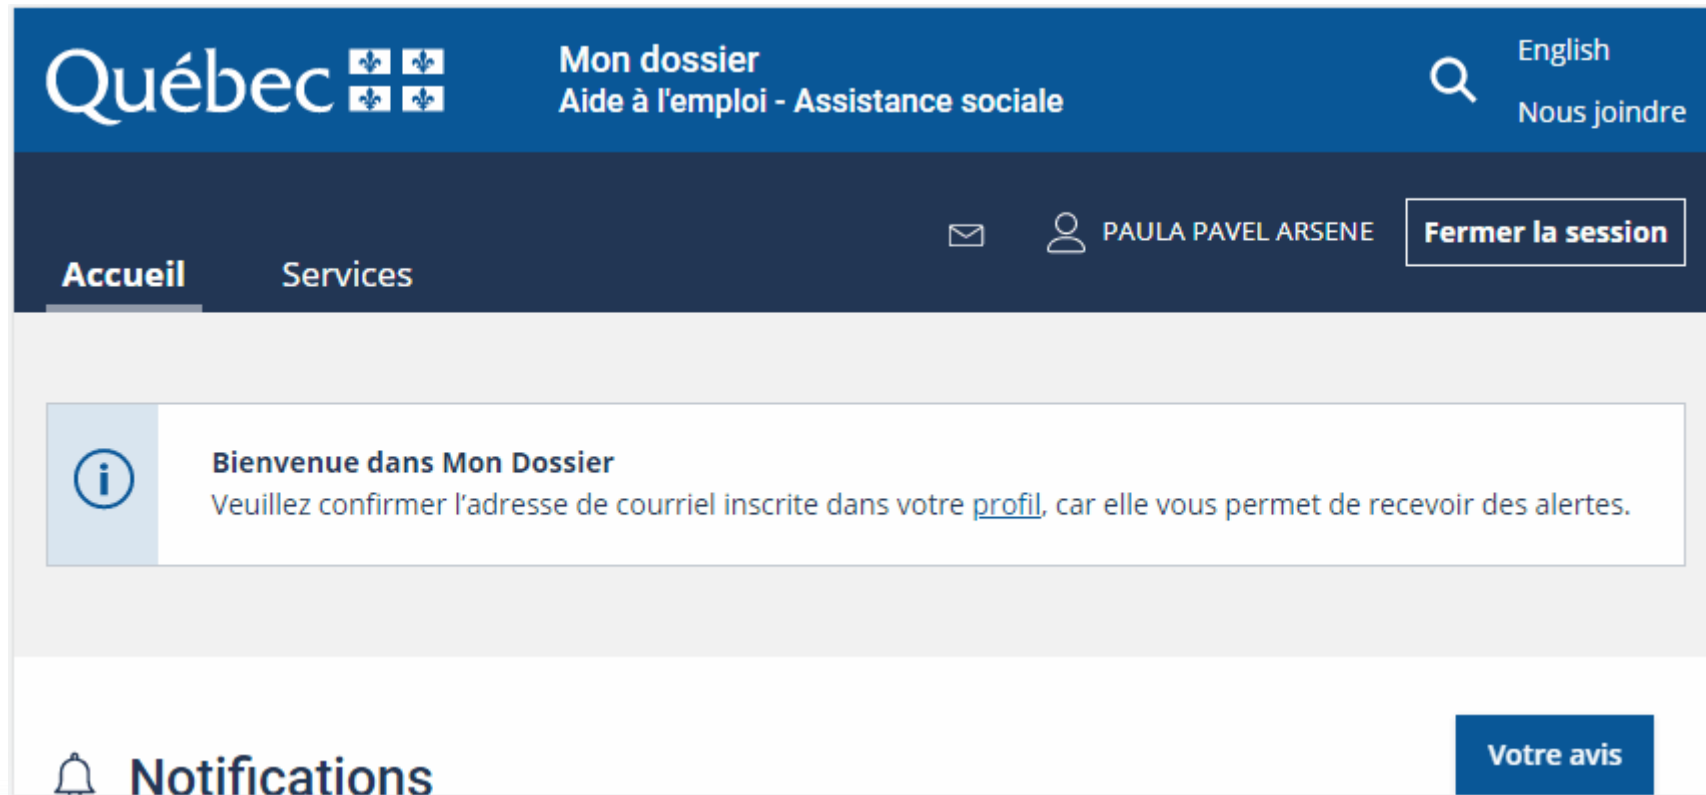 Québec
Mon dossier
Aide à l'emploi - Assistance sociale
English
Nous joindre
Accueil
Services
PAULA PAVEL ARSENE
Fermer la session
Bienvenue dans Mon Dossier
Veuillez confirmer l’adresse de courriel inscrite dans votre profil, car elle vous permet de recevoir des alertes.
Notifications
Votre avis